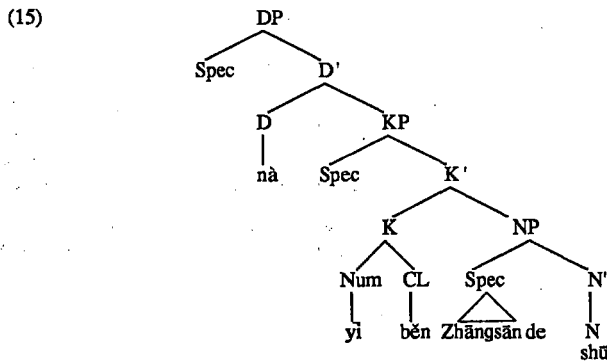 (15) DP
Spec D'
D KP
nà Spec K'
K NP
Num CL Spec N'
yì běn Zhāngsān de N
shū